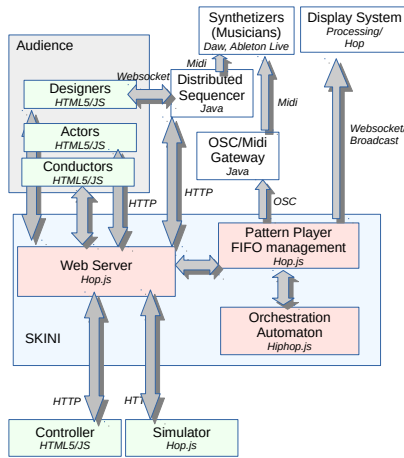 Synthetizers
(Musicians)
Daw, Ableton Live
Display System
Processing/
Hop
Audience
Websocket
Midi
Designers
HTML5/JS
Distributed
Sequencer
Java
Midi
Actors
HTML5/JS
OSC/Midi
Gateway
Java
Websocket
Broadcast
Conductors
HTML5/JS
HTTP
HTTP
OSC
Pattern Player
FIFO management
Hop.js
Web Server
Hop.js
Orchestration
Automaton
Hiphop.js
SKINI
HTTP
HTT
Controller
HTML5/JS
Simulator
Hop.js